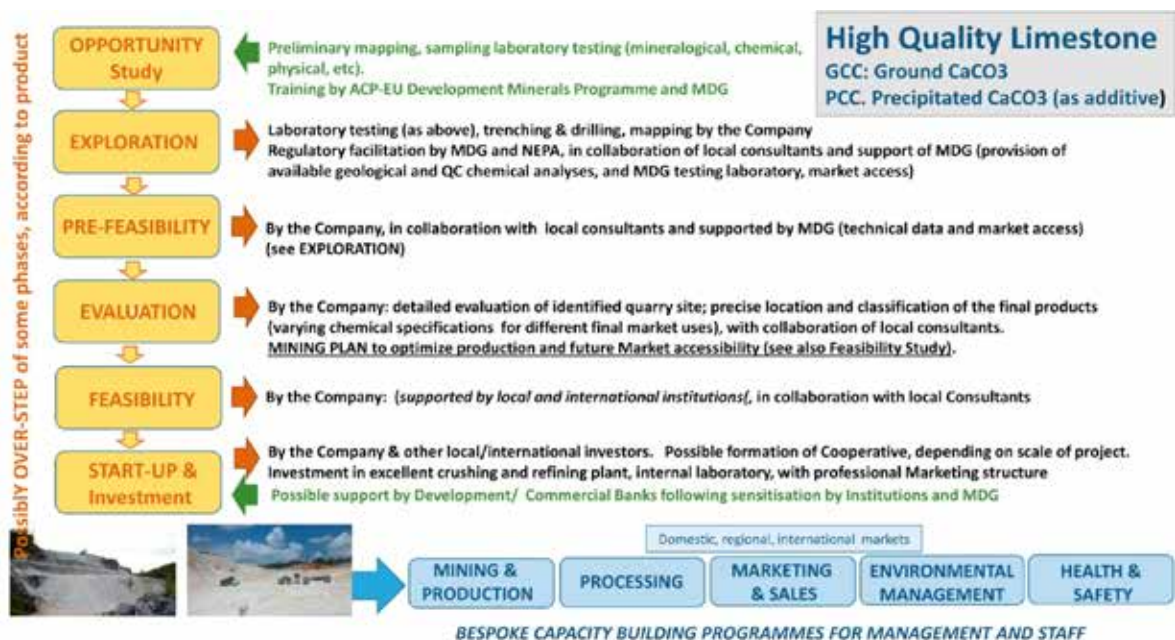 PossiblY OVER-STEP of some phases, according to product
OPPORTUNITY
Study
Preliminary mapping, sampling laboratory testing (mineralogical, chemical,
physical, etc).
Training by ACP-EU Development Minerals Programme and MDG
High Quality Limestone
GCC: Ground CaCO3
PCC. Precipitated CaCO3 (as additive)
EXPLORATION
Laboratory testing (as above), trenching & drilling, mapping by the Company
Regulatory facilitation by MDG and NEPA, in collaboration of local consultants and support of MDG (provision of
available geological and QC chemical analyses, and MDG testing laboratory, market access)
PRE-FEASIBILITY
By the Company, in collaboration with local consultants and supported by MDG (technical data and market access)
(see EXPLORATION)
EVALUATION
By the Company: detailed evaluation of identified quarry site; precise location and classification of the final products
(varying chemical specifications for different final market uses), with collaboration of local consultants.
MINING PLAN to optimize production and future Market accessibility (see also Feasibility Study).
FEASIBILITY
By the Company: (supported by local and international institutions(, in collaboration with local Consultants
START-UP &
Investment
By the Company & other local/international investors. Possible formation of Cooperative, depending on scale of project.
Investment in excellent crushing and refining plant, internal laboratory, with professional Marketing structure
Possible support by Development/ Commercial Banks following sensitisation by Institutions and MDG
Domestic, regional, international markets
MINING &
PRODUCTION
PROCESSING
MARKETING
& SALES
ENVIRONMENTAL
MANAGEMENT
HEALTH &
SAFETY
BESPOKE CAPACITY BUILDING PROGRAMMES FOR MANAGEMENT AND STAFF